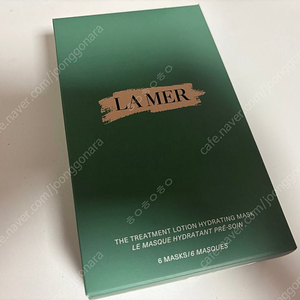 LA MER
THE TREATMENT LOTION HYDRATING MASK
LE MASQUE HYDRATANT PRÉ-SOIN
6 MASKS/6 MASQUES
cafe.naver.com/joonggonara